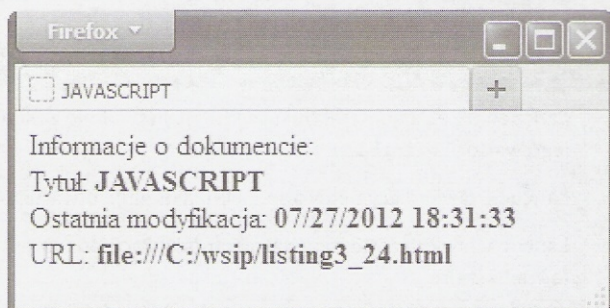 Firefox
JAVASCRIPT
Informacje o dokumencie:
Tytuł: JAVASCRIPT
Ostatnia modyfikacja: 07/27/2012 18:31:33
URL: file:///C:/wsip/listing3_24.html